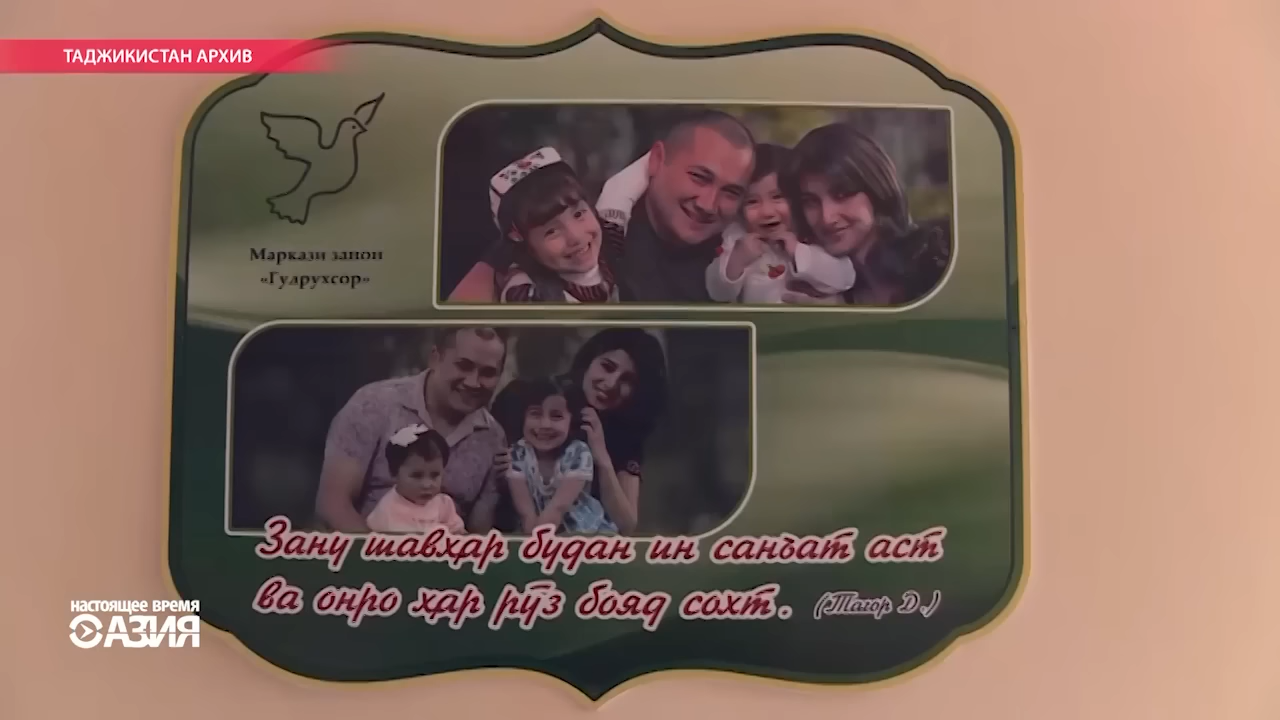 ТАДЖИКИСТАН АРХИВ
Маркази занон
«Гулрухсор»
Зану шавҳар будан ин санъат аст
ва онро ҳар рӯз бояд сохт. (Тагор Д.)
НАСТОЯЩЕЕ ВРЕМЯ
АЗИЯ